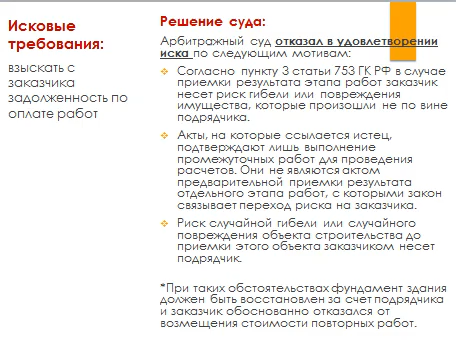 Исковые
требования:
взыскать с
заказчика
задолженность по
оплате работ
Решение суда:
Арбитражный суд отказал в удовлетворении
иска по следующим мотивам:
Согласно пункту 3 статьи 753 ГК РФ в случае
приемки результата этапа работ заказчик
несет риск гибели или повреждения
имущества, которые произошли не по вине
подрядчика.
Акты, на которые ссылается истец,
подтверждают лишь выполнение
промежуточных работ для проведения
расчетов. Они не являются актом
предварительной приемки результата
отдельного этапа работ, с которыми закон
связывает переход риска на заказчика.
Риск случайной гибели или случайного
повреждения объекта строительства до
приемки этого объекта заказчиком несет
подрядчик.
*При таких обстоятельствах фундамент здания
должен быть восстановлен за счет подрядчика
и заказчик обоснованно отказался от
возмещения стоимости повторных работ.